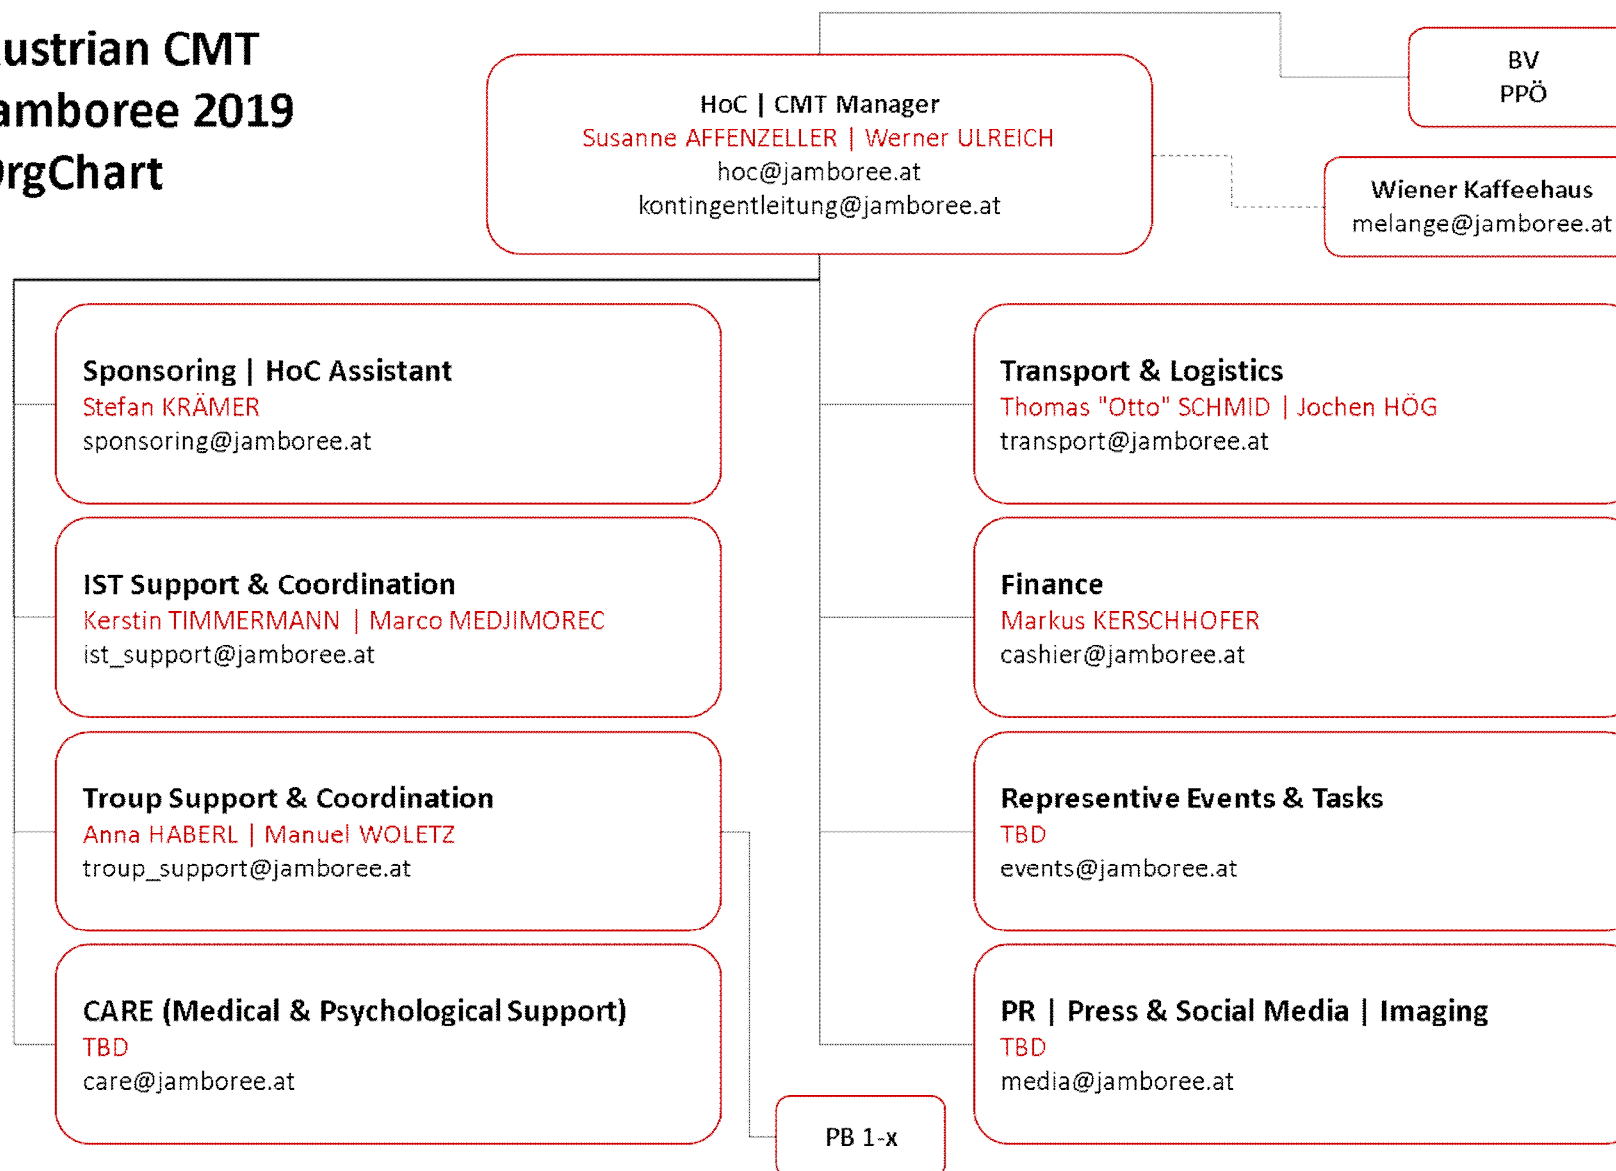 ustrian CMT
amboree 2019
rgChart
HoC | CMT Manager
Susanne AFFENZELLER | Werner ULREICH
hoc@jamboree.at
kontingentleitung@jamboree.at
BV
PPÖ
Wiener Kaffeehaus
melange@jamboree.at
Sponsoring | HoC Assistant
Stefan KRÄMER
sponsoring@jamboree.at
Transport & Logistics
Thomas "Otto" SCHMID | Jochen HÖG
transport@jamboree.at
IST Support & Coordination
Kerstin TIMMERMANN | Marco MEDJIMOREC
ist_support@jamboree.at
Finance
Markus KERSCHHOFER
cashier@jamboree.at
Troup Support & Coordination
Anna HABERL | Manuel WOLETZ
troup_support@jamboree.at
Representive Events & Tasks
TBD
events@jamboree.at
CARE (Medical & Psychological Support)
TBD
care@jamboree.at
PR | Press & Social Media | Imaging
TBD
media@jamboree.at
PB 1-x